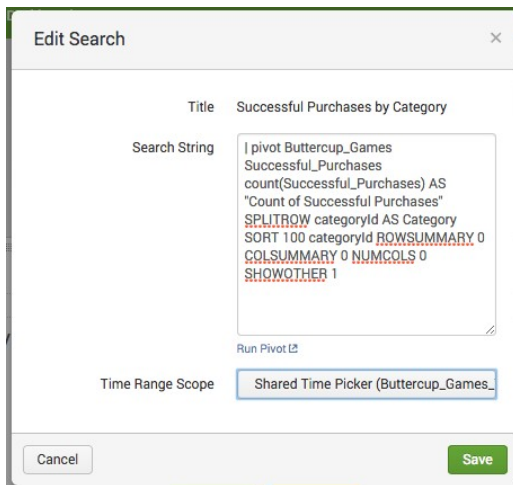 Edit Search
×
Title Successful Purchases by Category
Search String
| pivot Buttercup_Games
Successful_Purchases
count(Successful_Purchases) AS
"Count of Successful Purchases"
SPLITROW categoryId AS Category
SORT 100 categoryId ROWSUMMARY 0
COLSUMMARY 0 NUMCOLS 0
SHOWOTHER 1
Run Pivot
Time Range Scope Shared Time Picker (Buttercup_Games_
Cancel Save